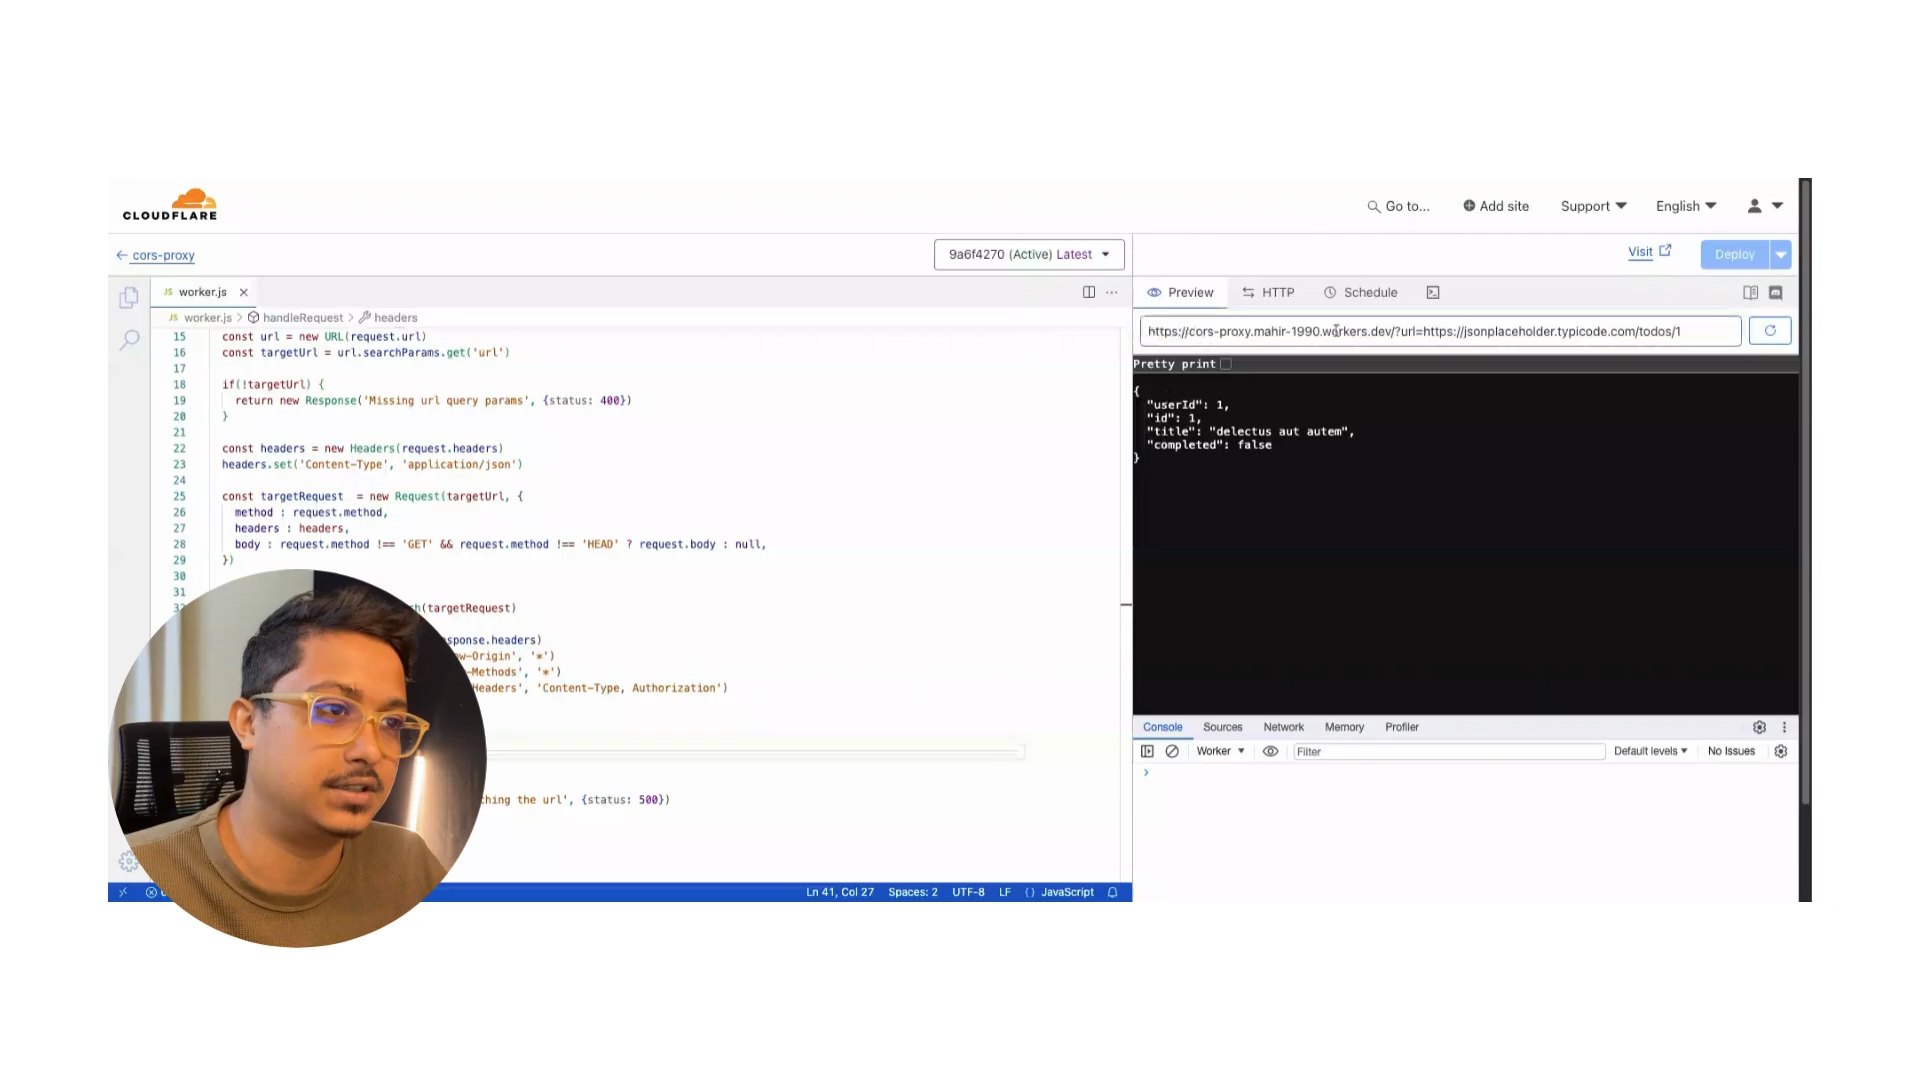 CLOUDFLARE
Go to...
Add site
Support
English
cors-proxy
9a6f4270 (Active) Latest
Visit
Deploy
JS worker.js
JS worker.js > handleRequest > headers
15 const url = new URL(request.url)
16 const targetUrl = url.searchParams.get('url')
17
18 if(!targetUrl) {
19 return new Response('Missing url query params', {status: 400})
20 }
21
22 const headers = new Headers(request.headers)
23 headers.set('Content-Type', 'application/json')
24
25 const targetRequest  = new Request(targetUrl, {
26 method : request.method,
27 headers : headers,
28 body : request.method !== 'GET' && request.method !== 'HEAD' ? request.body : null,
29 })
30
31
(targetRequest)
sponse.headers)
w-Origin', '*')
-Methods', '*')
Headers', 'Content-Type, Authorization')
ching the url', {status: 500})
Ln 41, Col 27 Spaces: 2 UTF-8 LF {} JavaScript
Preview
HTTP
Schedule
https://cors-proxy.mahir-1990.workers.dev/?url=https://jsonplaceholder.typicode.com/todos/1
Pretty print
{
"userId": 1,
"id": 1,
"title": "delectus aut autem",
"completed": false
}
Console Sources Network Memory Profiler
Worker Filter Default levels No Issues